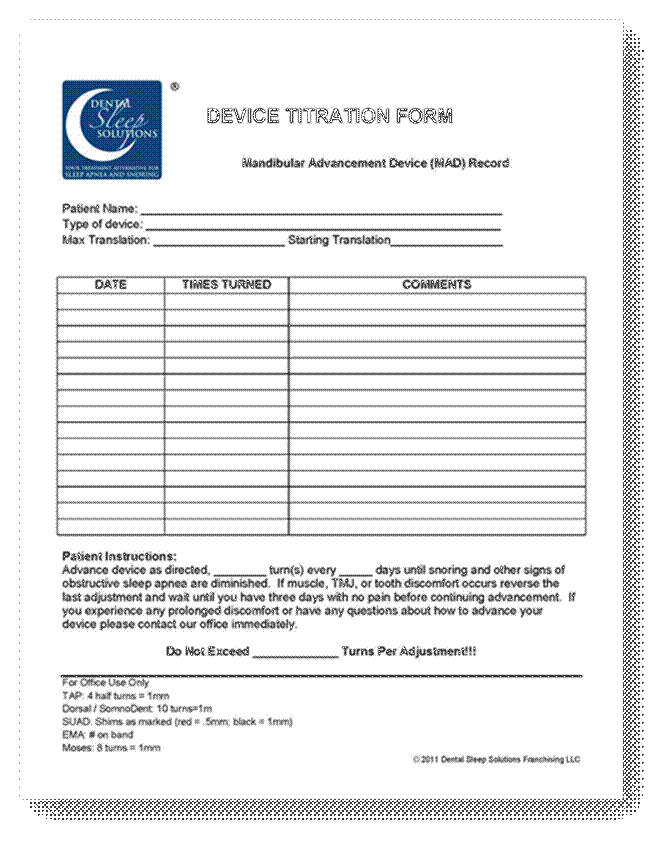 DENTAL
Sleep
SOLUTIONS
YOUR TREATMENT ALTERNATIVE FOR
SLEEP APNEA AND SNORING
®
DEVICE TITRATION FORM
Mandibular Advancement Device (MAD) Record
Patient Name: ____________________
Type of device: ____________________
Max Translation: ____________________ Starting Translation____________________
DATE TIMES TURNED COMMENTS
Patient Instructions:
Advance device as directed, ________ turn(s) every _____ days until snoring and other signs of
obstructive sleep apnea are diminished. If muscle, TMJ, or tooth discomfort occurs reverse the
last adjustment and wait until you have three days with no pain before continuing advancement. If
you experience any prolonged discomfort or have any questions about how to advance your
device please contact our office immediately.
Do Not Exceed _____________ Turns Per Adjustment!!!
For Office Use Only
TAP: 4 half turns = 1mm
Dorsal / SomnoDent: 10 turns=1m
SUAD: Shims as marked (red = .5mm; black = 1mm)
EMA: # on band
Moses: 8 turns = 1mm
© 2011 Dental Sleep Solutions Franchising LLC